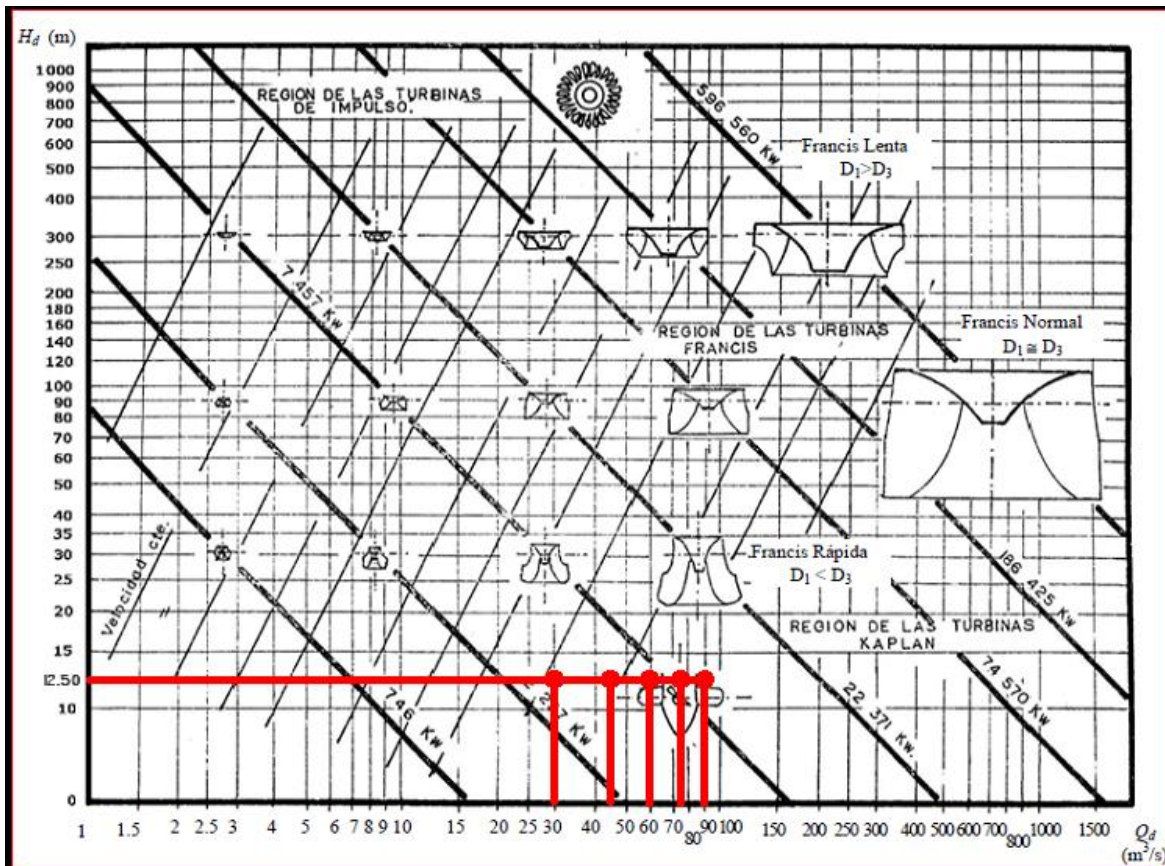 H_d (m)
1000
900
800
700
600
500
400
300
250
200
180
160
140
120
100
90
80
70
60
50
40
35
30
25
20
15
12.50
10
0
REGION DE LAS TURBINAS
DE IMPULSO.
596 560 KW
Francis Lenta
D₁>D₃
7 457 KW
REGION DE LAS TURBINAS
FRANCIS
Francis Normal
D₁ ≅ D₃
Velocidad cte.
Francis Rápida
D₁ < D₃
186 425 KW
REGION DE LAS TURBINAS
KAPLAN
74 570 KW
22 371 KW.
746 KW
KW
1 1.5 2 2.5 3 4 5 6 7 8 9 10 15 20 25 30 40 50 60 70 80 90 100 150 200 300 400 500 600 700 800 1000 1500
Q_d
(m³/s)